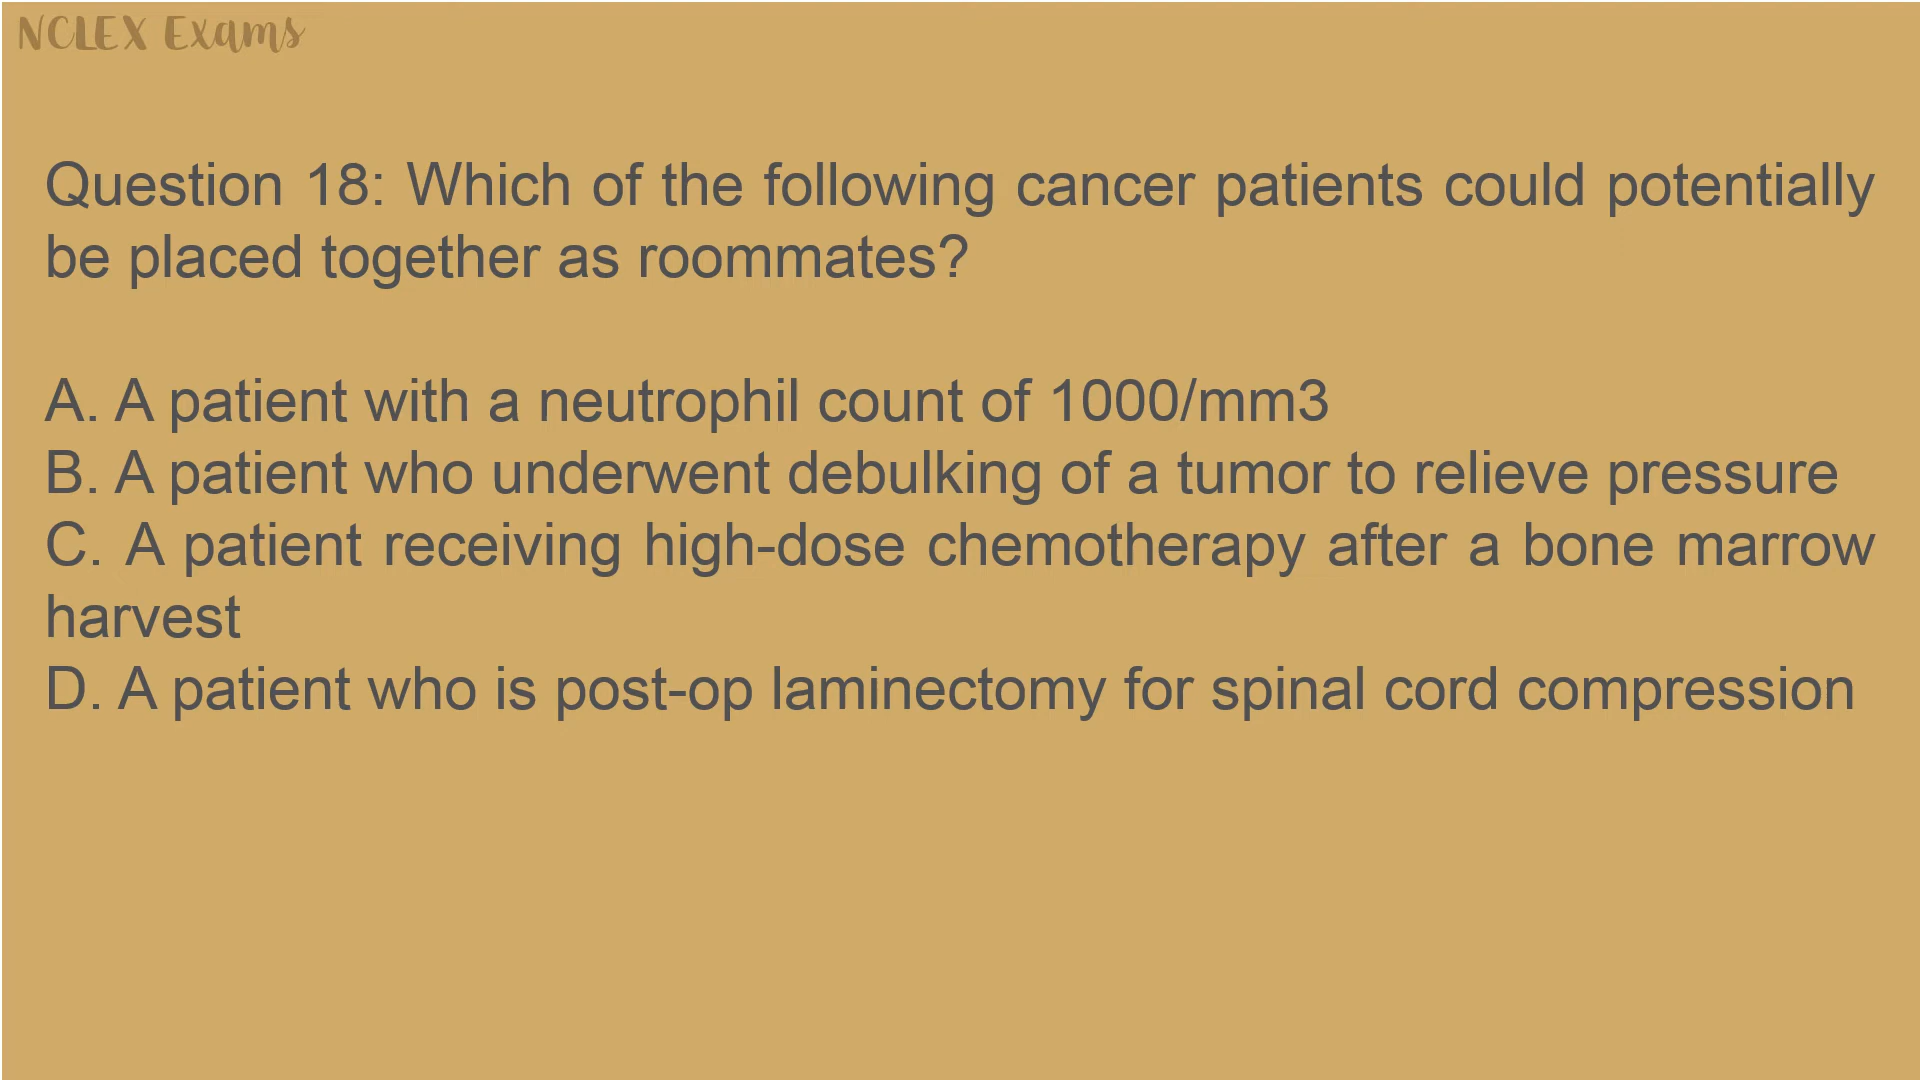 NCLEX Exams
Question 18: Which of the following cancer patients could potentially
be placed together as roommates?
A. A patient with a neutrophil count of 1000/mm3
B. A patient who underwent debulking of a tumor to relieve pressure
C. A patient receiving high-dose chemotherapy after a bone marrow
harvest
D. A patient who is post-op laminectomy for spinal cord compression